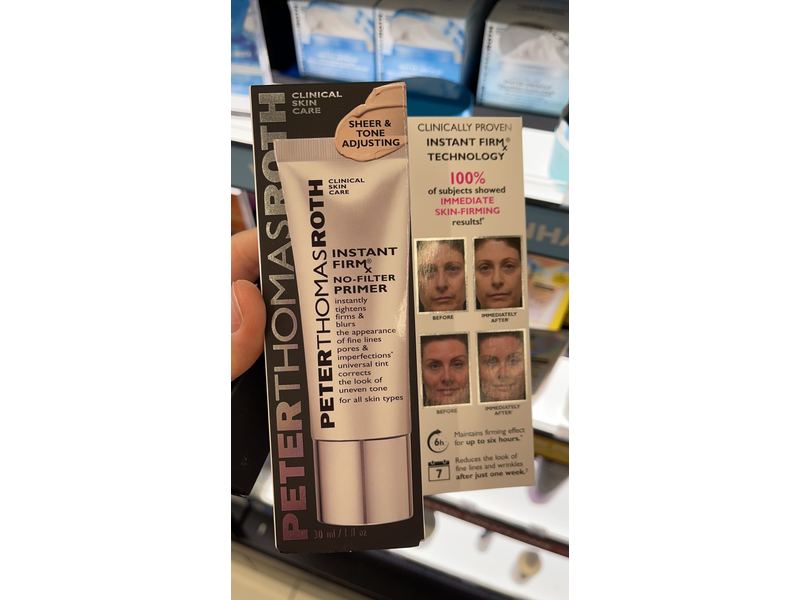 CLINICAL
SKIN
CARE
PETERTHOMASROTH
SHEER &
TONE
ADJUSTING
PETERTHOMASROTH
CLINICAL
SKIN
CARE
INSTANT
FIRMx®
NO-FILTER
PRIMER
instantly
tightens
firms &
blurs
the appearance
of fine lines
pores &
imperfections*
universal tint
corrects
the look of
uneven tone
for all skin types
30 ml / 1 fl oz
CLINICALLY PROVEN
INSTANT FIRMx®
TECHNOLOGY
100%
of subjects showed
IMMEDIATE
SKIN-FIRMING
results!*
BEFORE
IMMEDIATELY
AFTER
BEFORE
IMMEDIATELY
AFTER
6h
Maintains firming effect
for up to six hours.*
7
Reduces the look of
fine lines and wrinkles
after just one week.